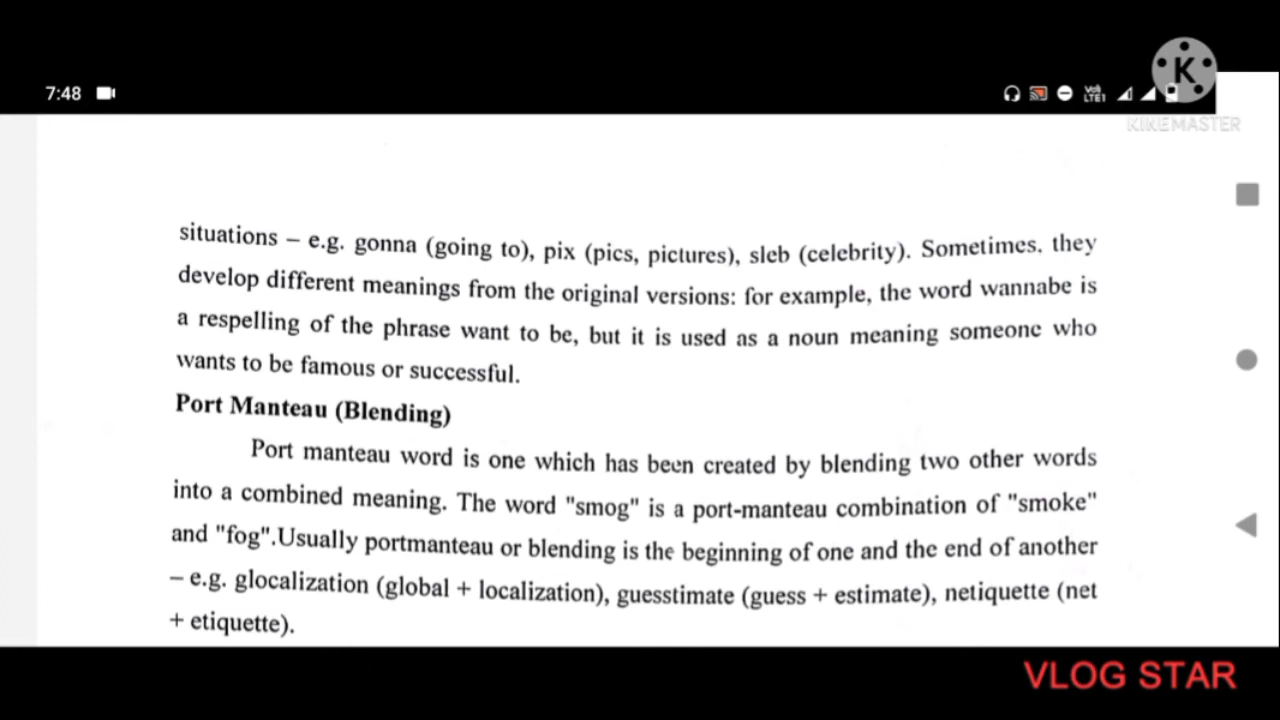 7:48
K
KINEMASTER
situations – e.g. gonna (going to), pix (pics, pictures), sleb (celebrity). Sometimes, they
develop different meanings from the original versions: for example, the word wannabe is
a respelling of the phrase want to be, but it is used as a noun meaning someone who
wants to be famous or successful.
Port Manteau (Blending)
Port manteau word is one which has been created by blending two other words
into a combined meaning. The word "smog" is a port-manteau combination of "smoke"
and "fog".Usually portmanteau or blending is the beginning of one and the end of another
– e.g. glocalization (global + localization), guesstimate (guess + estimate), netiquette (net
+ etiquette).
VLOG STAR